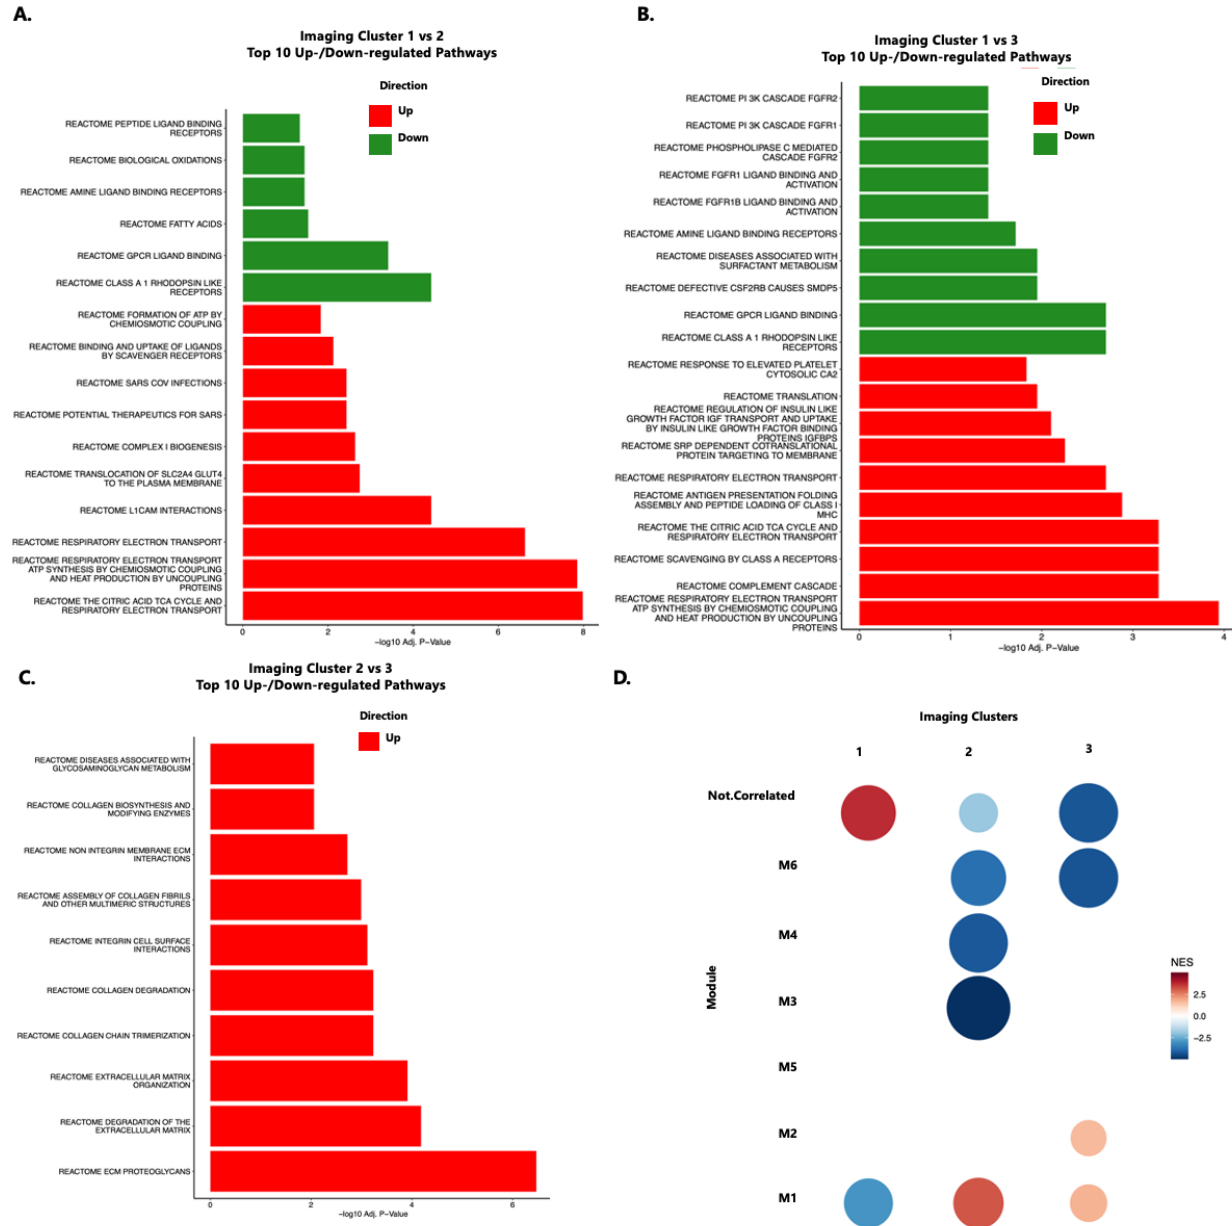 A.
Imaging Cluster 1 vs 2
Top 10 Up-/Down-regulated Pathways
Direction
Up
Down
REACTOME PEPTIDE LIGAND BINDING
RECEPTORS
REACTOME BIOLOGICAL OXIDATIONS
REACTOME AMINE LIGAND BINDING RECEPTORS
REACTOME FATTY ACIDS
REACTOME GPCR LIGAND BINDING
REACTOME CLASS A 1 RHODOPSIN LIKE
RECEPTORS
REACTOME FORMATION OF ATP BY
CHEMIOSMOTIC COUPLING
REACTOME BINDING AND UPTAKE OF LIGANDS
BY SCAVENGER RECEPTORS
REACTOME SARS COV INFECTIONS
REACTOME POTENTIAL THERAPEUTICS FOR SARS
REACTOME COMPLEX I BIOGENESIS
REACTOME TRANSLOCATION OF SLC2A4 GLUT4
TO THE PLASMA MEMBRANE
REACTOME L1CAM INTERACTIONS
REACTOME RESPIRATORY ELECTRON TRANSPORT
REACTOME RESPIRATORY ELECTRON TRANSPORT
ATP SYNTHESIS BY CHEMIOSMOTIC COUPLING
AND HEAT PRODUCTION BY UNCOUPLING
PROTEINS
REACTOME THE CITRIC ACID TCA CYCLE AND
RESPIRATORY ELECTRON TRANSPORT
0 2 4 6 8
-log10 Adj. P-Value
B.
Imaging Cluster 1 vs 3
Top 10 Up-/Down-regulated Pathways
Direction
Up
Down
REACTOME PI 3K CASCADE FGFR2
REACTOME PI 3K CASCADE FGFR1
REACTOME PHOSPHOLIPASE C MEDIATED
CASCADE FGFR2
REACTOME FGFR1 LIGAND BINDING AND
ACTIVATION
REACTOME FGFR1B LIGAND BINDING AND
ACTIVATION
REACTOME AMINE LIGAND BINDING RECEPTORS
REACTOME DISEASES ASSOCIATED WITH
SURFACTANT METABOLISM
REACTOME DEFECTIVE CSF2RB CAUSES SMDP5
REACTOME GPCR LIGAND BINDING
REACTOME CLASS A 1 RHODOPSIN LIKE
RECEPTORS
REACTOME RESPONSE TO ELEVATED PLATELET
CYTOSOLIC CA2
REACTOME TRANSLATION
REACTOME REGULATION OF INSULIN LIKE
GROWTH FACTOR IGF TRANSPORT AND UPTAKE
BY INSULIN LIKE GROWTH FACTOR BINDING
PROTEINS IGFBPS
REACTOME SRP DEPENDENT COTRANSLATIONAL
PROTEIN TARGETING TO MEMBRANE
REACTOME RESPIRATORY ELECTRON TRANSPORT
REACTOME ANTIGEN PRESENTATION FOLDING
ASSEMBLY AND PEPTIDE LOADING OF CLASS I
MHC
REACTOME THE CITRIC ACID TCA CYCLE AND
RESPIRATORY ELECTRON TRANSPORT
REACTOME SCAVENGING BY CLASS A RECEPTORS
REACTOME COMPLEMENT CASCADE
REACTOME RESPIRATORY ELECTRON TRANSPORT
ATP SYNTHESIS BY CHEMIOSMOTIC COUPLING
AND HEAT PRODUCTION BY UNCOUPLING
PROTEINS
0 1 2 3 4
-log10 Adj. P-Value
C.
Imaging Cluster 2 vs 3
Top 10 Up-/Down-regulated Pathways
Direction
Up
REACTOME DISEASES ASSOCIATED WITH
GLYCOSAMINOGLYCAN METABOLISM
REACTOME COLLAGEN BIOSYNTHESIS AND
MODIFYING ENZYMES
REACTOME NON INTEGRIN MEMBRANE ECM
INTERACTIONS
REACTOME ASSEMBLY OF COLLAGEN FIBRILS
AND OTHER MULTIMERIC STRUCTURES
REACTOME INTEGRIN CELL SURFACE
INTERACTIONS
REACTOME COLLAGEN DEGRADATION
REACTOME COLLAGEN CHAIN TRIMERIZATION
REACTOME EXTRACELLULAR MATRIX
ORGANIZATION
REACTOME DEGRADATION OF THE
EXTRACELLULAR MATRIX
REACTOME ECM PROTEOGLYCANS
0 2 4 6
-log10 Adj. P-Value
D.
Imaging Clusters
1 2 3
Not.Correlated
M6
M4
M3
M5
M2
M1
Module
NES
2.5
0.0
-2.5